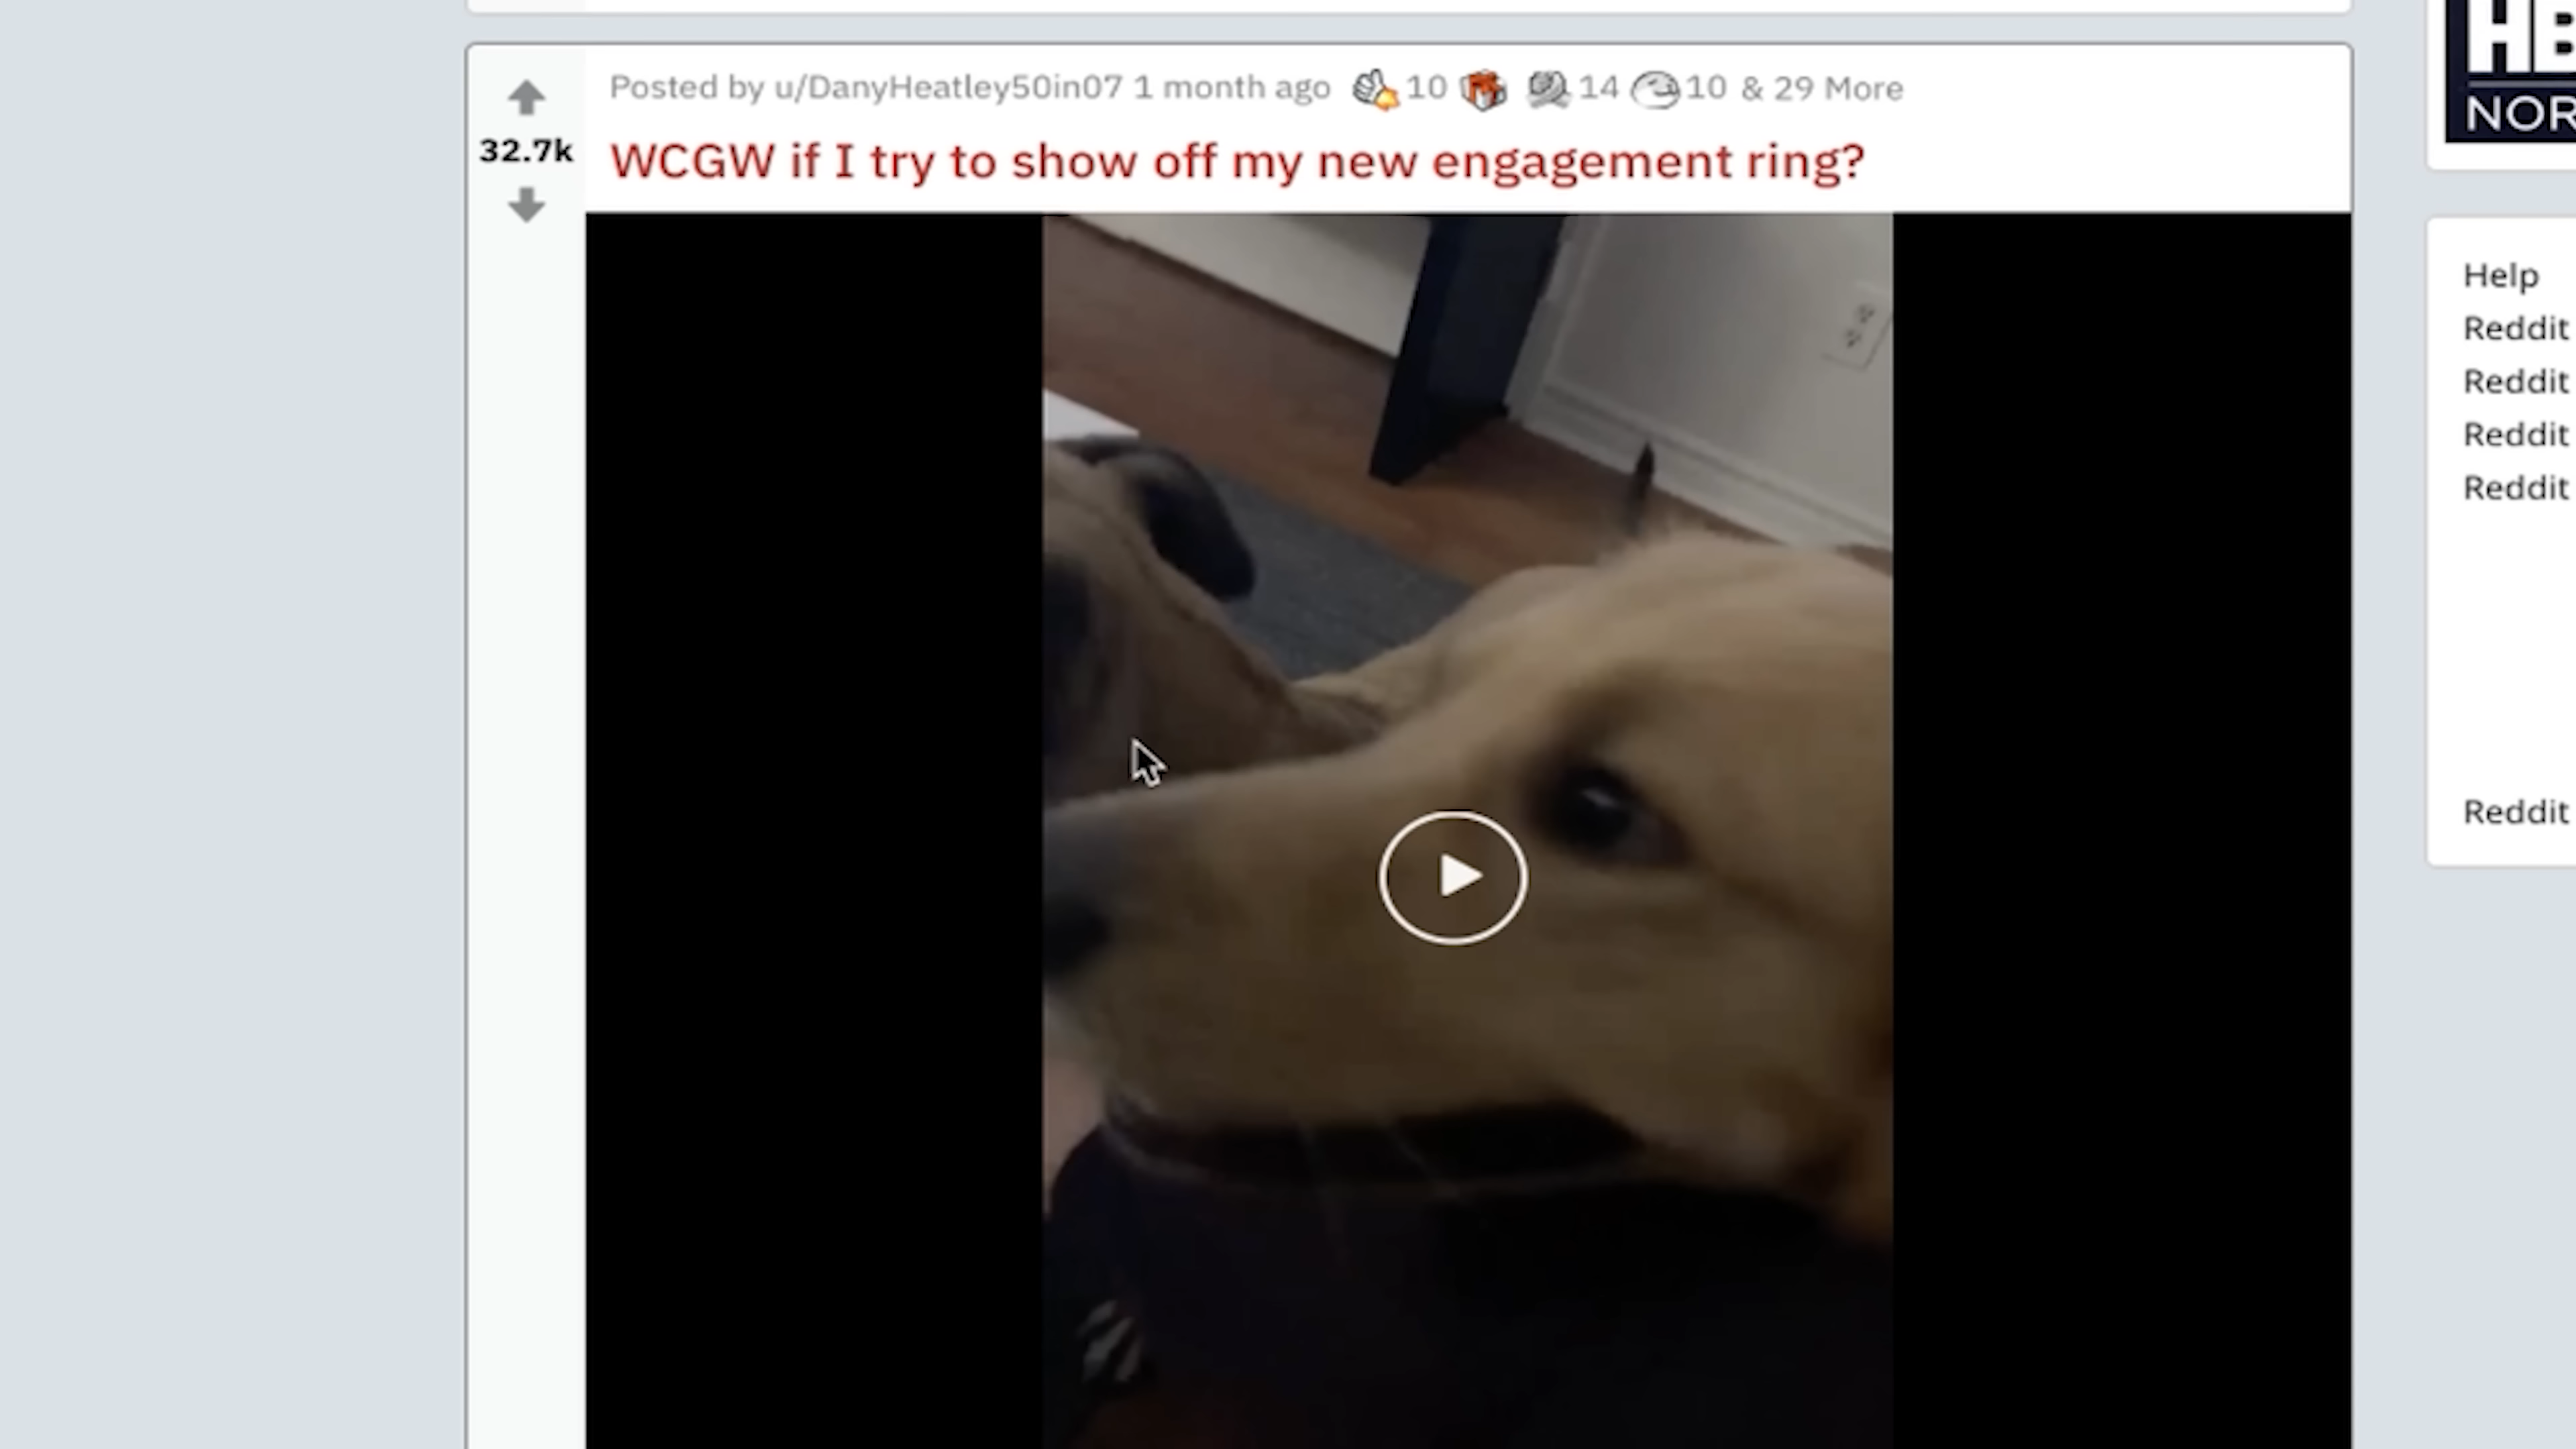 Posted by u/DanyHeatley50in07 1 month ago 10 14 10 & 29 More
32.7k
WCGW if I try to show off my new engagement ring?
HB
NOR
Help
Reddit
Reddit
Reddit
Reddit
Reddit